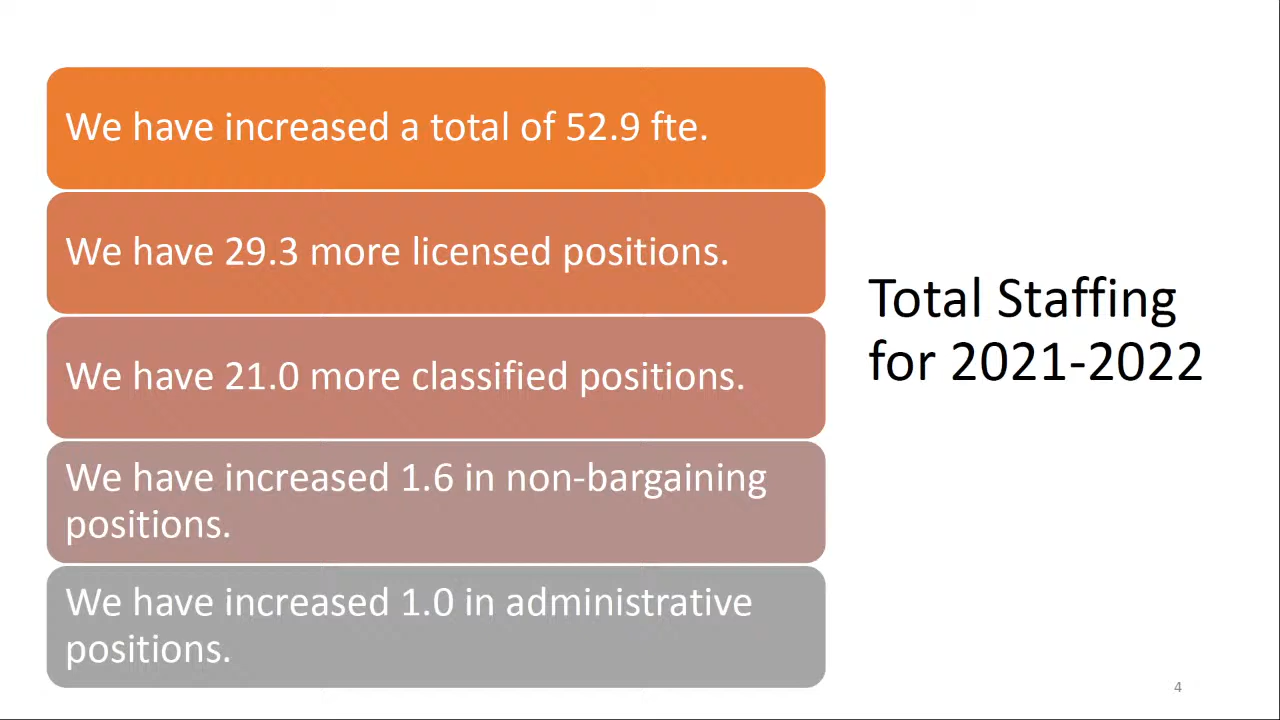 We have increased a total of 52.9 fte.
We have 29.3 more licensed positions.
We have 21.0 more classified positions.
We have increased 1.6 in non-bargaining
positions.
We have increased 1.0 in administrative
positions.
Total Staffing
for 2021-2022
4